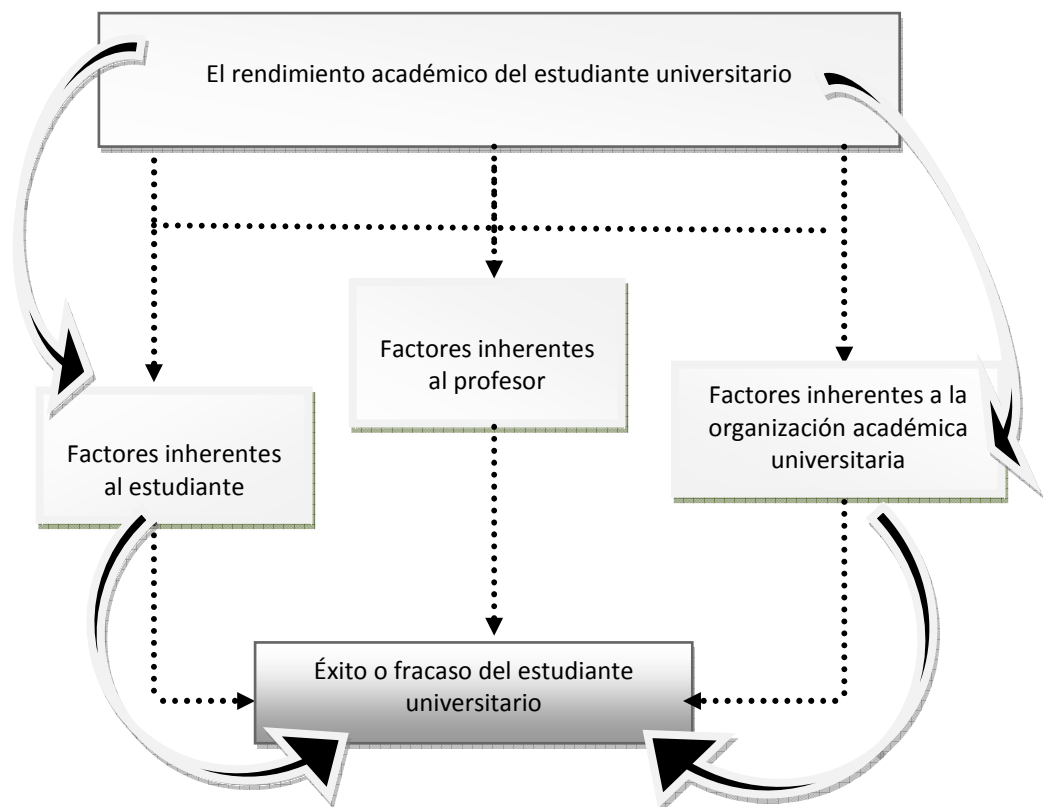 El rendimiento académico del estudiante universitario
Factores inherentes
al profesor
Factores inherentes a la
organización académica
universitaria
Factores inherentes
al estudiante
Éxito o fracaso del estudiante
universitario